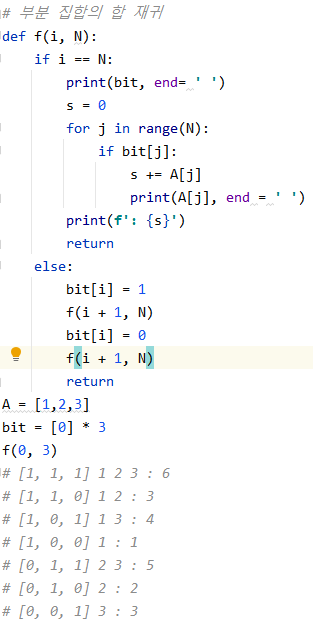 # 부분 집합의 합 재귀
def f(i, N):
    if i == N:
        print(bit, end= ' ')
        s = 0
        for j in range(N):
            if bit[j]:
                s += A[j]
                print(A[j], end = ' ')
        print(f': {s}')
        return
    else:
        bit[i] = 1
        f(i + 1, N)
        bit[i] = 0
        f(i + 1, N)
        return
A = [1,2,3]
bit = [0] * 3
f(0, 3)
# [1, 1, 1] 1 2 3 : 6
# [1, 1, 0] 1 2 : 3
# [1, 0, 1] 1 3 : 4
# [1, 0, 0] 1 : 1
# [0, 1, 1] 2 3 : 5
# [0, 1, 0] 2 : 2
# [0, 0, 1] 3 : 3